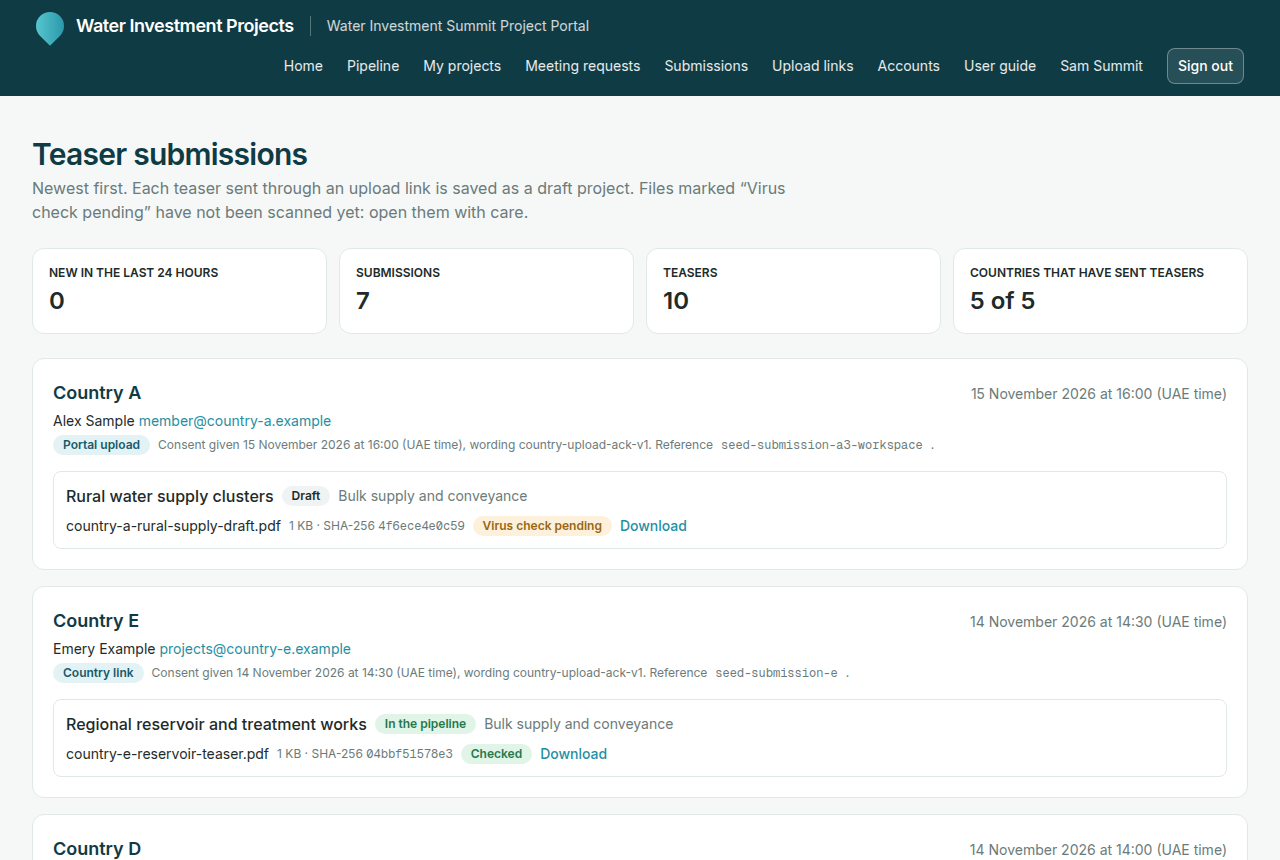 Water Investment Projects
Water Investment Summit Project Portal
Home Pipeline My projects Meeting requests Submissions Upload links Accounts User guide Sam Summit Sign out
Teaser submissions
Newest first. Each teaser sent through an upload link is saved as a draft project. Files marked “Virus
check pending” have not been scanned yet: open them with care.
NEW IN THE LAST 24 HOURS
0
SUBMISSIONS
7
TEASERS
10
COUNTRIES THAT HAVE SENT TEASERS
5 of 5
Country A
15 November 2026 at 16:00 (UAE time)
Alex Sample member@country-a.example
Portal upload Consent given 15 November 2026 at 16:00 (UAE time), wording country-upload-ack-v1. Reference seed-submission-a3-workspace .
Rural water supply clusters Draft Bulk supply and conveyance
country-a-rural-supply-draft.pdf 1 KB · SHA-256 4f6ece4e0c59 Virus check pending Download
Country E
14 November 2026 at 14:30 (UAE time)
Emery Example projects@country-e.example
Country link Consent given 14 November 2026 at 14:30 (UAE time), wording country-upload-ack-v1. Reference seed-submission-e .
Regional reservoir and treatment works In the pipeline Bulk supply and conveyance
country-e-reservoir-teaser.pdf 1 KB · SHA-256 04bbf51578e3 Checked Download
Country D
14 November 2026 at 14:00 (UAE time)